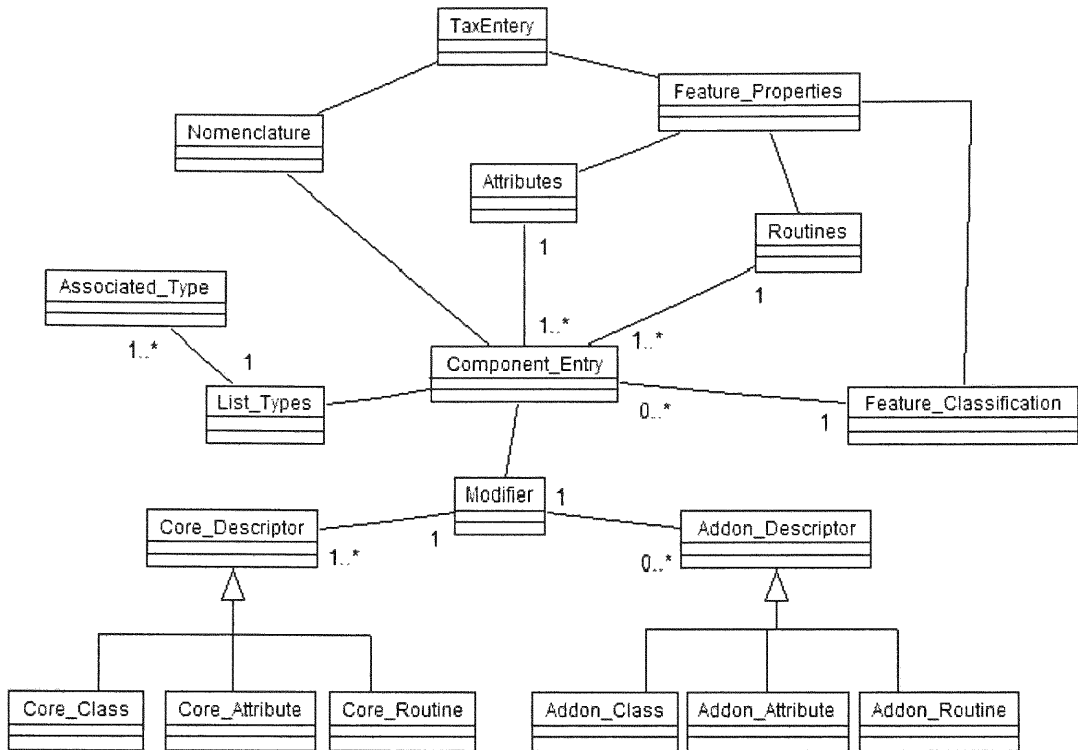 TaxEntery
Feature_Properties
Nomenclature
Attributes
Routines
1
1
Associated_Type
1..*
1
1..*
1..*
Component_Entry
List_Types
0..*
1
Feature_Classification
Modifier
1
1
Core_Descriptor
1..*
Addon_Descriptor
0..*
Core_Class
Core_Attribute
Core_Routine
Addon_Class
Addon_Attribute
Addon_Routine